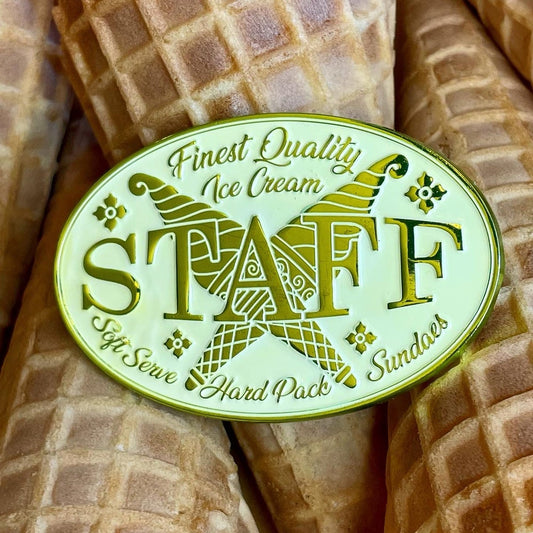 Finest Quality
Ice Cream
STAFF
Soft Serve
Hard Pack
Sundaes